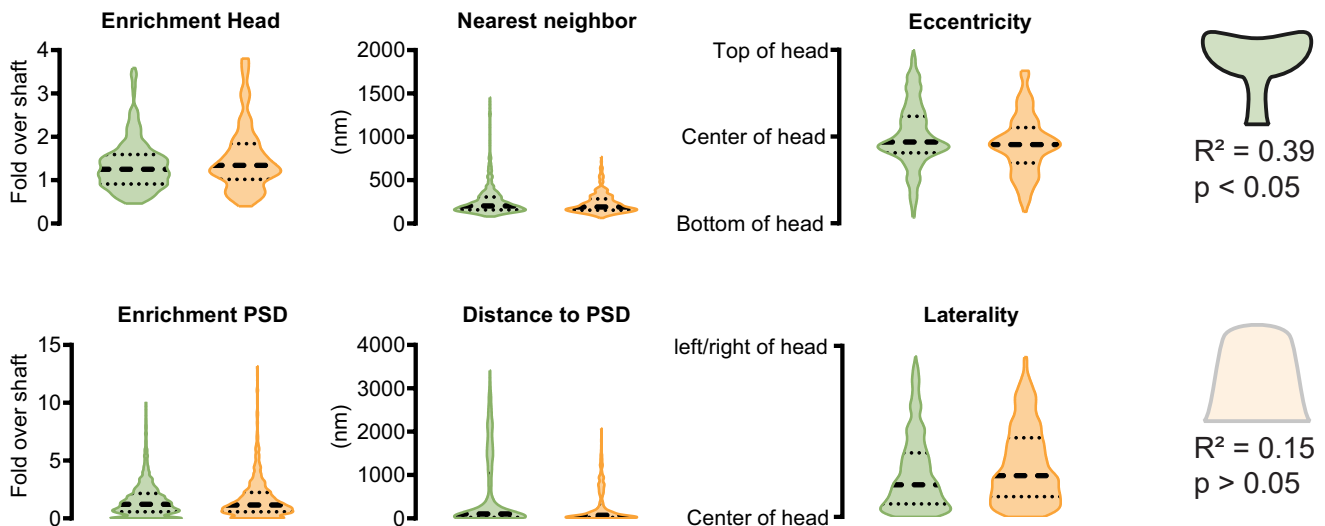 Enrichment Head
Fold over shaft
4
3
2
1
0
Nearest neighbor
(nm)
2000
1500
1000
500
0
Eccentricity
Top of head
Center of head
Bottom of head
R² = 0.39
p < 0.05
Enrichment PSD
Fold over shaft
15
10
5
0
Distance to PSD
(nm)
4000
3000
2000
1000
0
Laterality
left/right of head
Center of head
R² = 0.15
p > 0.05